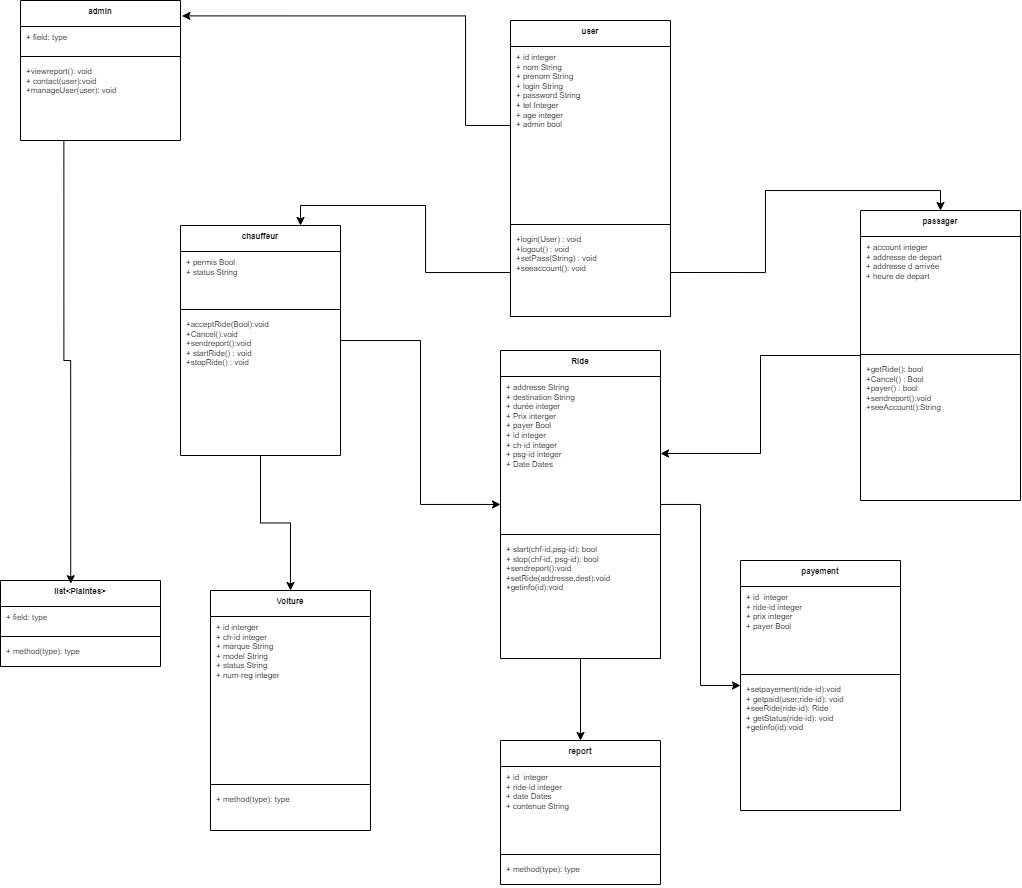 admin
+ field: type
+viewreport(): void
+ contact(user):void
+manageUser(user): void
user
+ id integer
+ nom String
+ prenom String
+ login String
+ password String
+ tel Integer
+ age integer
+ admin bool
+login(User) : void
+logout() : void
+setPass(String) : void
+seeaccount(): void
chauffeur
+ permis Bool
+ status String
+acceptRide(Bool):void
+Cancel():void
+sendreport():void
+ startRide() : void
+stopRide() : void
passager
+ account integer
+ addresse de depart
+ addresse d arrivée
+ heure de depart
+getRide(): bool
+Cancel() : Bool
+payer() : bool
+sendreport():void
+seeAccount():String
Ride
+ addresse String
+ destination String
+ durée integer
+ Prix interger
+ payer Bool
+ id integer
+ ch-id integer
+ psg-id integer
+ Date Dates
+ start(chf-id,psg-id): bool
+ stop(chf-id, psg-id): bool
+sendreport():void
+setRide(addresse,dest):void
+getinfo(id):void
list<Plaintes>
+ field: type
+ method(type): type
Voiture
+ id interger
+ ch-id integer
+ marque String
+ model String
+ status String
+ num-reg integer
+ method(type): type
payement
+ id  integer
+ ride-id integer
+ prix integer
+ payer Bool
+setpayement(ride-id):void
+ getpaid(user;ride-id): void
+seeRide(ride-id): Ride
+ getStatus(ride-id): void
+getinfo(id):void
report
+ id  integer
+ ride-id integer
+ date Dates
+ contenue String
+ method(type): type